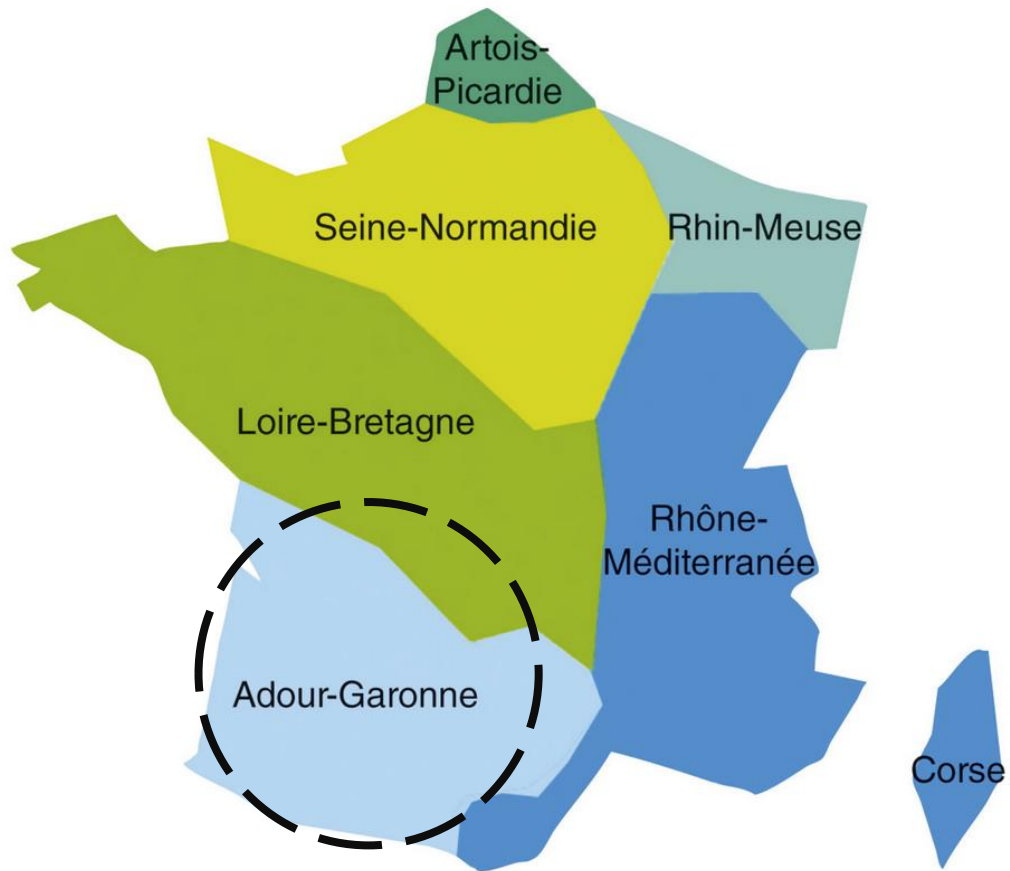 Artois-
Picardie
Seine-Normandie
Rhin-Meuse
Loire-Bretagne
Rhône-
Méditerranée
Adour-Garonne
Corse